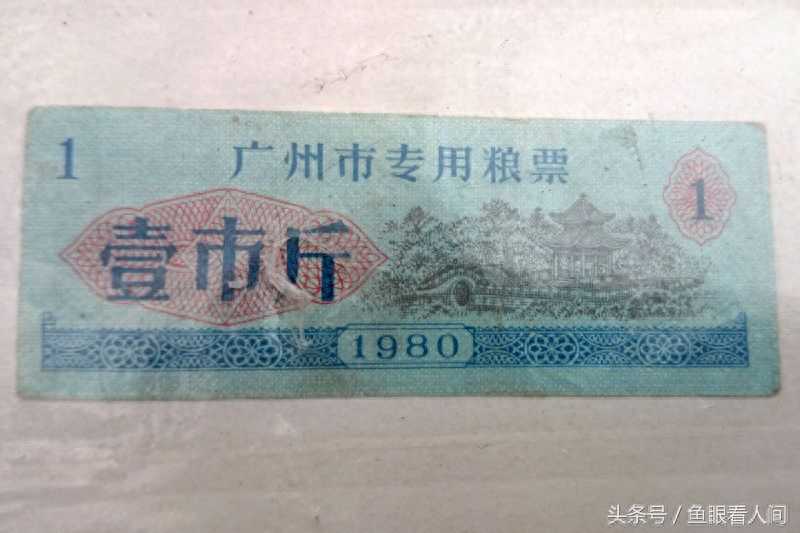 1 广州市专用粮票
1
壹市斤
1980
头条号 / 鱼眼看人间